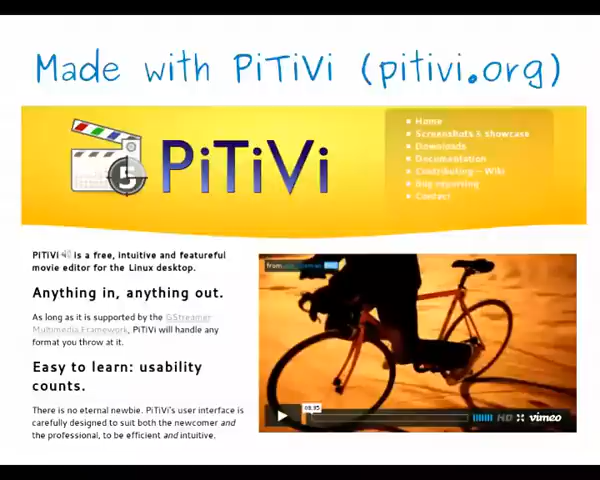 Made with PiTiVi (pitivi.org)
PiTiVi
Home
Screenshots & showcase
Downloads
Documentation
Contributing - Wiki
Bug reporting
Contact
5
PiTiVi is a free, intuitive and featureful
movie editor for the Linux desktop.
Anything in, anything out.
As long as it is supported by the GStreamer
Multimedia Framework, PiTiVi will handle any
format you throw at it.
Easy to learn: usability
counts.
There is no eternal newbie. PiTiVi's user interface is
carefully designed to suit both the newcomer and
the professional, to be efficient and intuitive.
from
HD vimeo